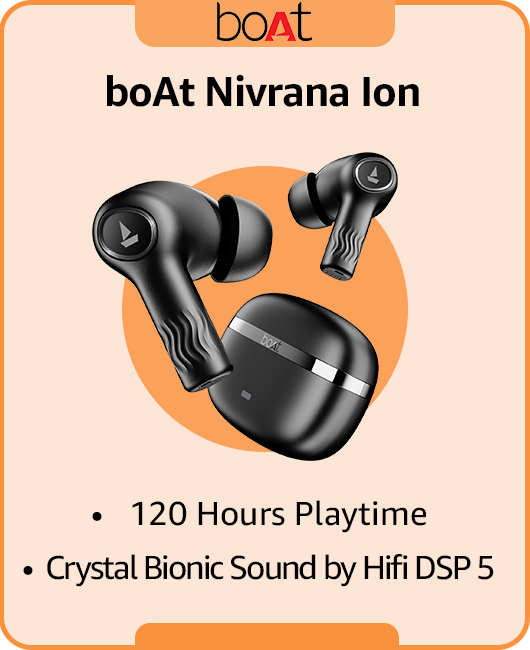 boAt
boAt Nivrana Ion
boAt
• 120 Hours Playtime
• Crystal Bionic Sound by Hifi DSP 5